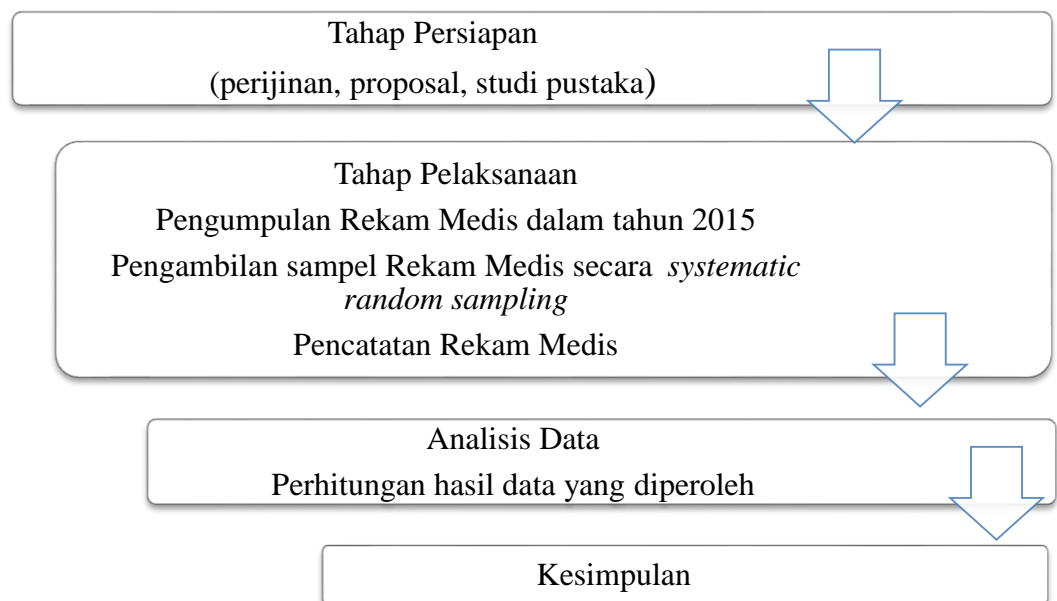 Tahap Persiapan
(perijinan, proposal, studi pustaka)
Tahap Pelaksanaan
Pengumpulan Rekam Medis dalam tahun 2015
Pengambilan sampel Rekam Medis secara systematic
random sampling
Pencatatan Rekam Medis
Analisis Data
Perhitungan hasil data yang diperoleh
Kesimpulan